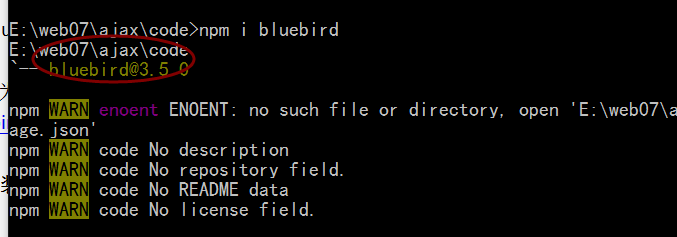 E:\web07\ajax\code>npm i bluebird
E:\web07\ajax\code
`-- bluebird@3.5.0
npm WARN enoent ENOENT: no such file or directory, open 'E:\web07\a
age.json'
npm WARN code No description
npm WARN code No repository field.
npm WARN code No README data
npm WARN code No license field.